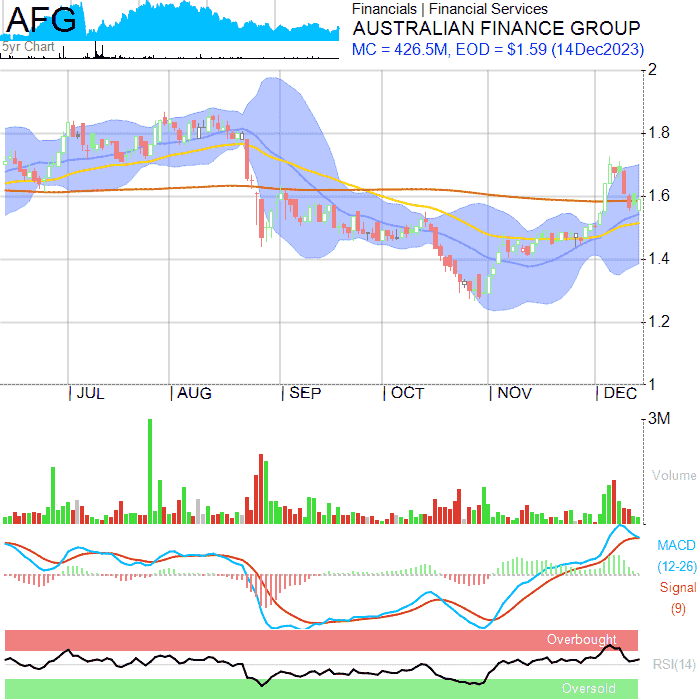 AFG
5yr Chart
Financials | Financial Services
AUSTRALIAN FINANCE GROUP
MC = 426.5M, EOD = $1.59 (14Dec2023)
2
1.8
1.6
1.4
1.2
1
| JUL | AUG | SEP | OCT | NOV | DEC
3M
Volume
MACD
(12-26)
Signal
(9)
Overbought
RSI(14)
Oversold